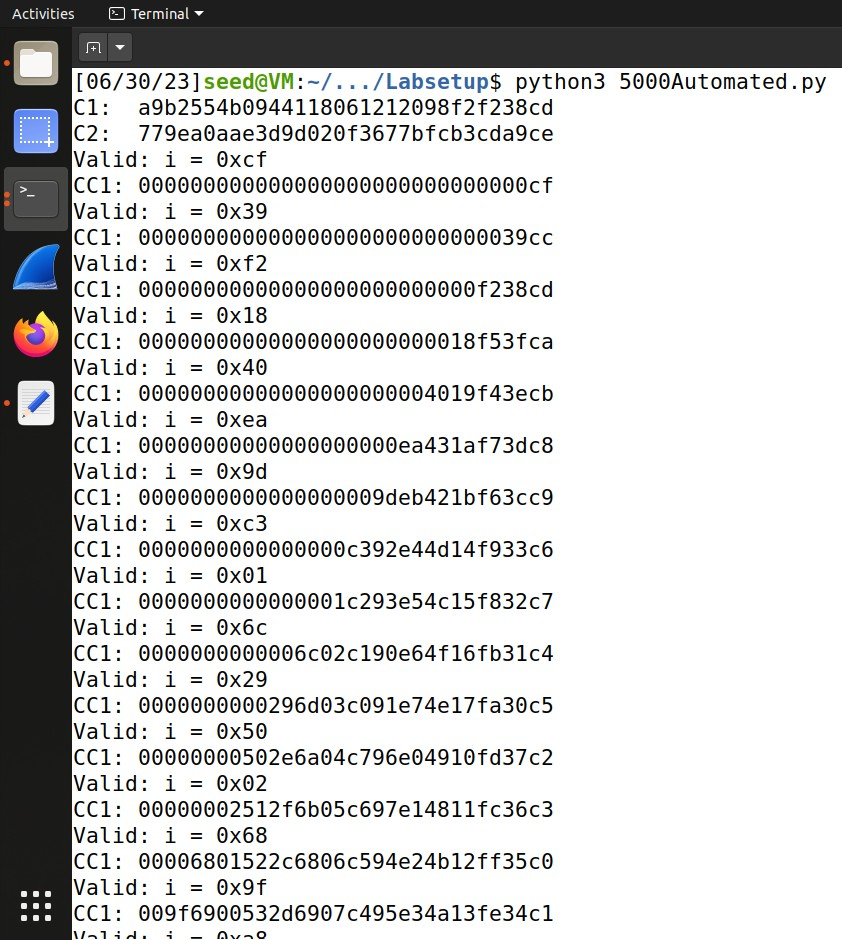 Activities
Terminal
[06/30/23]seed@VM:~/.../Labsetup$ python3 5000Automated.py
C1:  a9b2554b0944118061212098f2f238cd
C2:  779ea0aae3d9d020f3677bfcb3cda9ce
Valid: i = 0xcf
CC1: 000000000000000000000000000000cf
Valid: i = 0x39
CC1: 000000000000000000000000000039cc
Valid: i = 0xf2
CC1: 00000000000000000000000000f238cd
Valid: i = 0x18
CC1: 00000000000000000000000018f53fca
Valid: i = 0x40
CC1: 00000000000000000000004019f43ecb
Valid: i = 0xea
CC1: 00000000000000000000ea431af73dc8
Valid: i = 0x9d
CC1: 0000000000000000009deb421bf63cc9
Valid: i = 0xc3
CC1: 0000000000000000c392e44d14f933c6
Valid: i = 0x01
CC1: 0000000000000001c293e54c15f832c7
Valid: i = 0x6c
CC1: 0000000000006c02c190e64f16fb31c4
Valid: i = 0x29
CC1: 0000000000296d03c091e74e17fa30c5
Valid: i = 0x50
CC1: 00000000502e6a04c796e04910fd37c2
Valid: i = 0x02
CC1: 00000002512f6b05c697e14811fc36c3
Valid: i = 0x68
CC1: 00006801522c6806c594e24b12ff35c0
Valid: i = 0x9f
CC1: 009f6900532d6907c495e34a13fe34c1
Valid: i = 0xa8